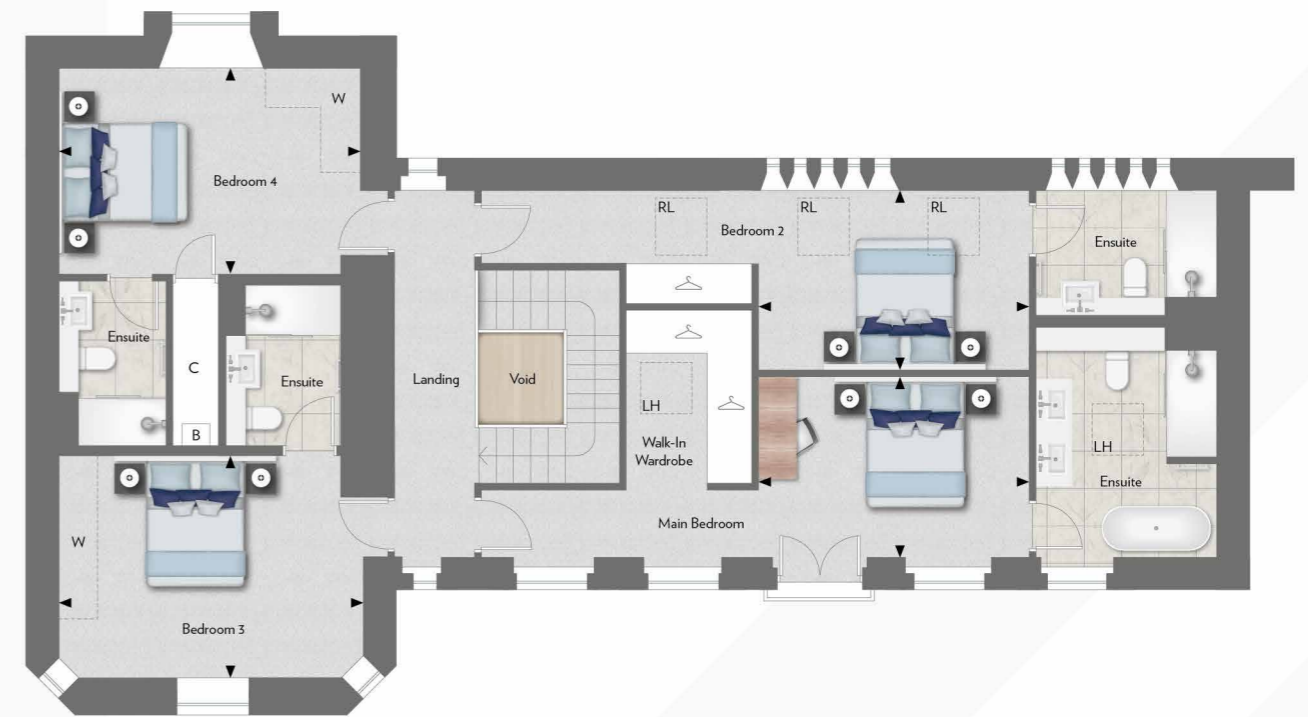 W
Bedroom 4
RL
RL
RL
Bedroom 2
Ensuite
Ensuite
C
Ensuite
Landing
Void
LH
Walk-In
Wardrobe
B
LH
Ensuite
Main Bedroom
W
Bedroom 3